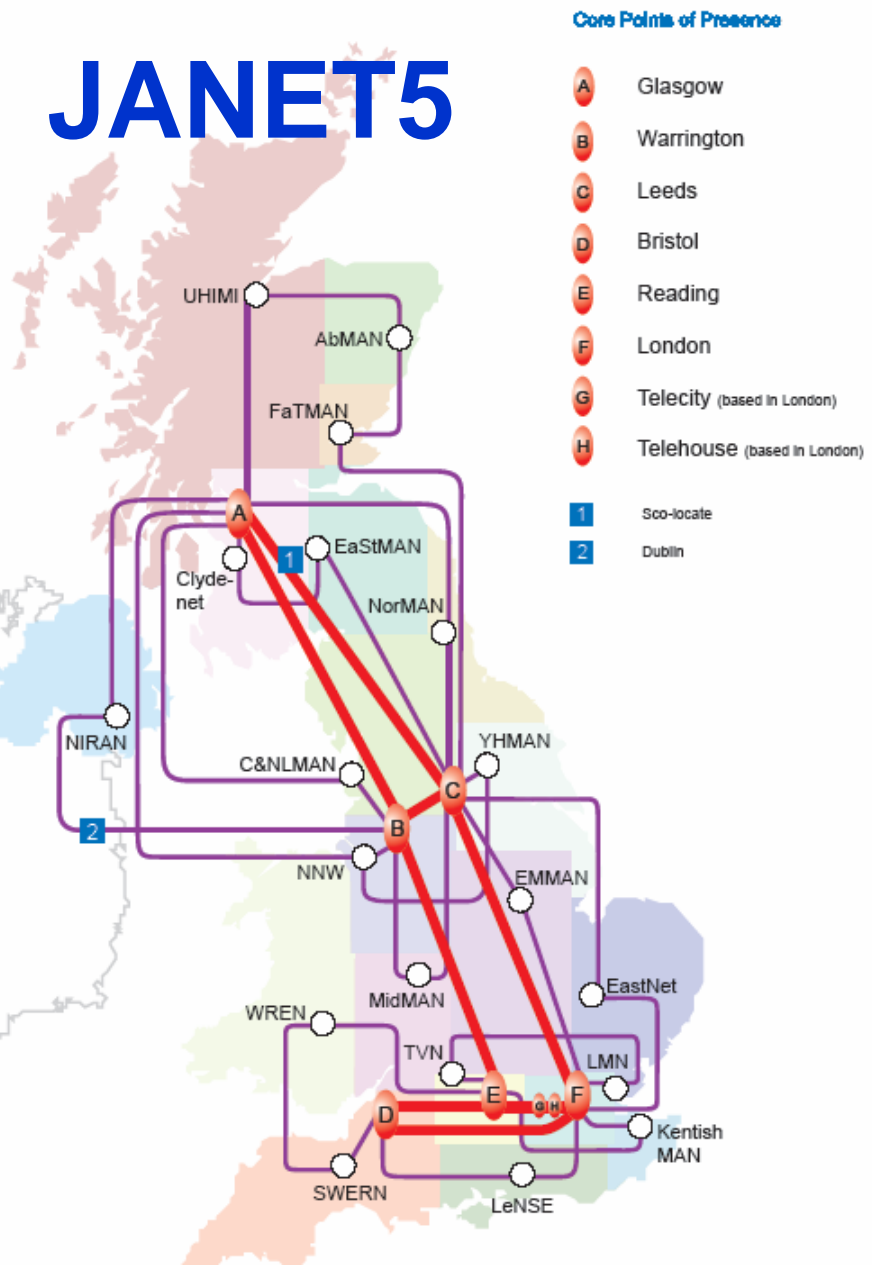 JANET5
Core Points of Presence
A Glasgow
B Warrington
C Leeds
D Bristol
E Reading
F London
G Telecity (based in London)
H Telehouse (based in London)
1 Sco-locate
2 Dublin
UHIMI
AbMAN
FaTMAN
A
1
EaStMAN
Clyde-
net
NorMAN
NIRAN
YHMAN
C&NLMAN
C
2
B
NNW
EMMAN
MidMAN
EastNet
WREN
TVN
LMN
E
G
H
F
D
Kentish
MAN
SWERN
LeNSE